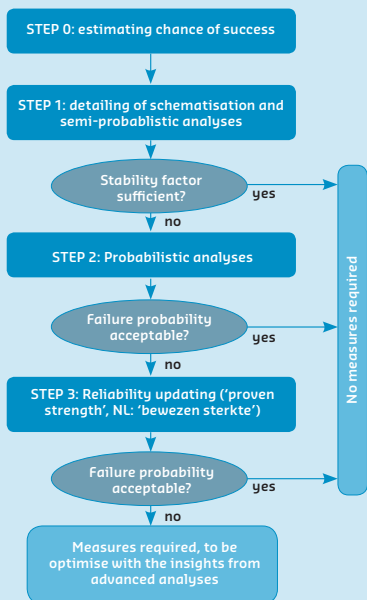 STEP 0: estimating chance of success
STEP 1: detailing of schematisation and
semi-probablistic analyses
Stability factor
sufficient?
yes
no
STEP 2: Probabilistic analyses
Failure probability
acceptable?
yes
no
STEP 3: Reliability updating (‘proven
strength’, NL: ‘bewezen sterkte’)
Failure probability
acceptable?
yes
no
Measures required, to be
optimise with the insights from
advanced analyses
No measures required